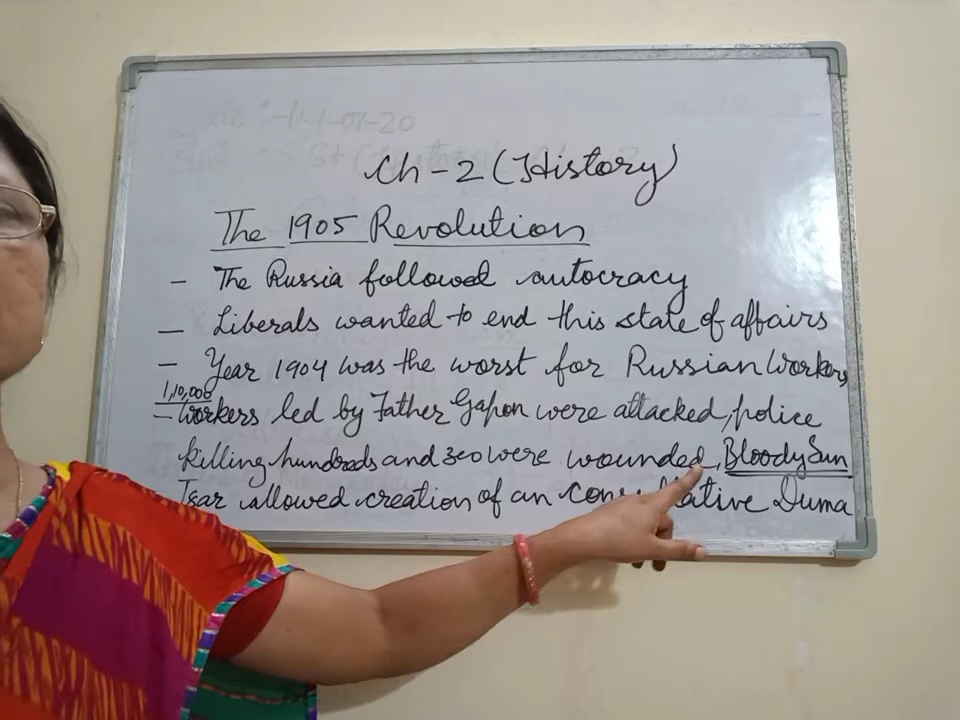 Ch-2 (History)
The 1905 Revolution
- The Russia followed autocracy
- Liberals wanted to end this state of affairs
- Year 1904 was the worst for Russian Workers
1,10,000
- Workers led by Father Gapon were attacked, police
killing hundreds and 300 were wounded, Bloody Sun
Tsar allowed creation of an Duma